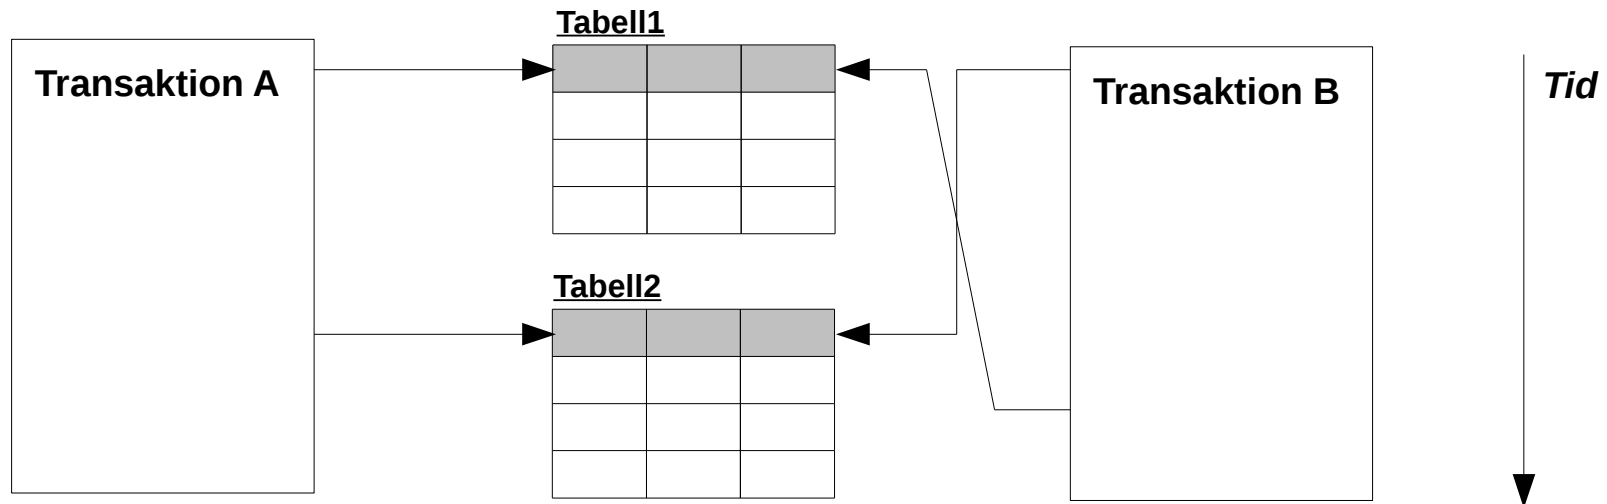 Tabell1
Transaktion A
Transaktion B
Tid
Tabell2